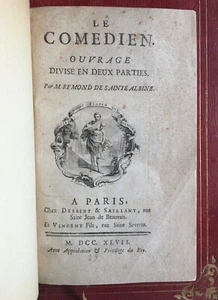 LE
COMEDIEN.
OUVRAGE
DIVISÉ EN DEUX PARTIES.
Par M. REMOND DE SAINTE ALBINE.
A PARIS,
Chez DESAINT & SAILLANT, rue
Saint Jean de Beauvais.
Et VINCENT Fils, rue Saint Severin.
M. DCC. XLVII.
Avec Approbation & Privilege du Roy.